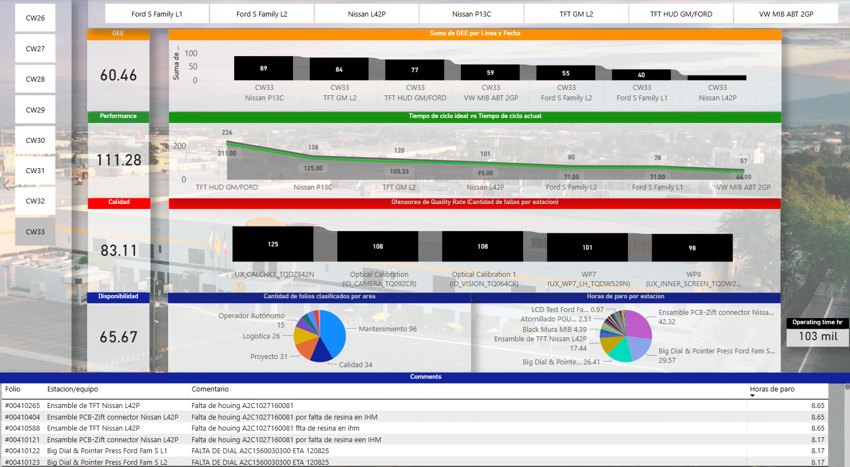 CW26
CW27
CW28
CW29
CW30
CW31
CW32
CW33
Ford S Family L1
Ford S Family L2
Nissan L42P
Nissan P13C
TFT GM L2
TFT HUD GM/FORD
VW MIB ABT 2GP
OEE
60.46
Performance
111.28
Calidad
83.11
Disponibilidad
65.67
Suma de OEE por Linea y Fecha
Suma de ...
100
50
0
89
84
77
59
55
40
CW33
CW33
CW33
CW33
CW33
CW33
CW33
Nissan P13C
TFT GM L2
TFT HUD GM/FORD
VW MIB ABT 2GP
Ford S Family L2
Ford S Family L1
Nissan L42P
Tiempo de ciclo ideal vs Tiempo de ciclo actual
200
0
226
138
120
101
80
78
57
211.00
125.00
105.33
95.00
71.00
71.00
44.00
TFT HUD GM/FORD
Nissan P13C
TFT GM L2
Nissan L42P
Ford S Family L2
Ford S Family L1
VW MIB ABT 2GP
Ofensores de Quality Rate (Cantidad de fallas por estacion)
125
108
108
101
98
UX_CALCHK1_TQDZ842N
Optical Calibration
(ID_CAMERA_TQ092CR)
Optical Calibration 1
(ID_VISION_TQ064CR)
WP7
(UX_WP7_LH_TQDW529N)
WP8
(UX_INNER_SCREEN_TQDW2...
Cantidad de folios clasificados por area
Operador Autónomo
15
Logistica 26
Proyecto 31
Calidad 34
Mantenimiento 96
Horas de paro por estacion
LCD Test Ford Fa... 0.97
Atornillado PGU... 2.51
Black Mura MIB 4.39
Ensamble de TFT Nissan L42P
17.44
Big Dial & Pointe... 26.41
Ensamble PCB-Zift connector Nissa...
42.32
Big Dial & Pointer Press Ford Fam S...
29.57
Operating time hr
103 mil
Comments
Folio Estacion/equipo Comentario Horas de paro
#00410265 Ensamble de TFT Nissan L42P Falta de houing A2C1027160081 8.65
#00410404 Ensamble PCB-Zift connector Nissan L42P Falta de housing A2C1027160081 por falta de resina en IHM 8.65
#00410588 Ensamble de TFT Nissan L42P Falta de housing A2C1027160081 flta de resina en ihm 8.65
#00410121 Ensamble PCB-Zift connector Nissan L42P Falta de housing A2C1027160081 por falta de resina een IHM 8.17
#00410122 Big Dial & Pointer Press Ford Fam S L1 FALTA DE DIAL A2C1560030300 ETA 120825 8.17
#00410123 Big Dial & Pointer Press Ford Fam S L2 FALTA DE DIAL A2C1560030300 ETA 120825 8.17